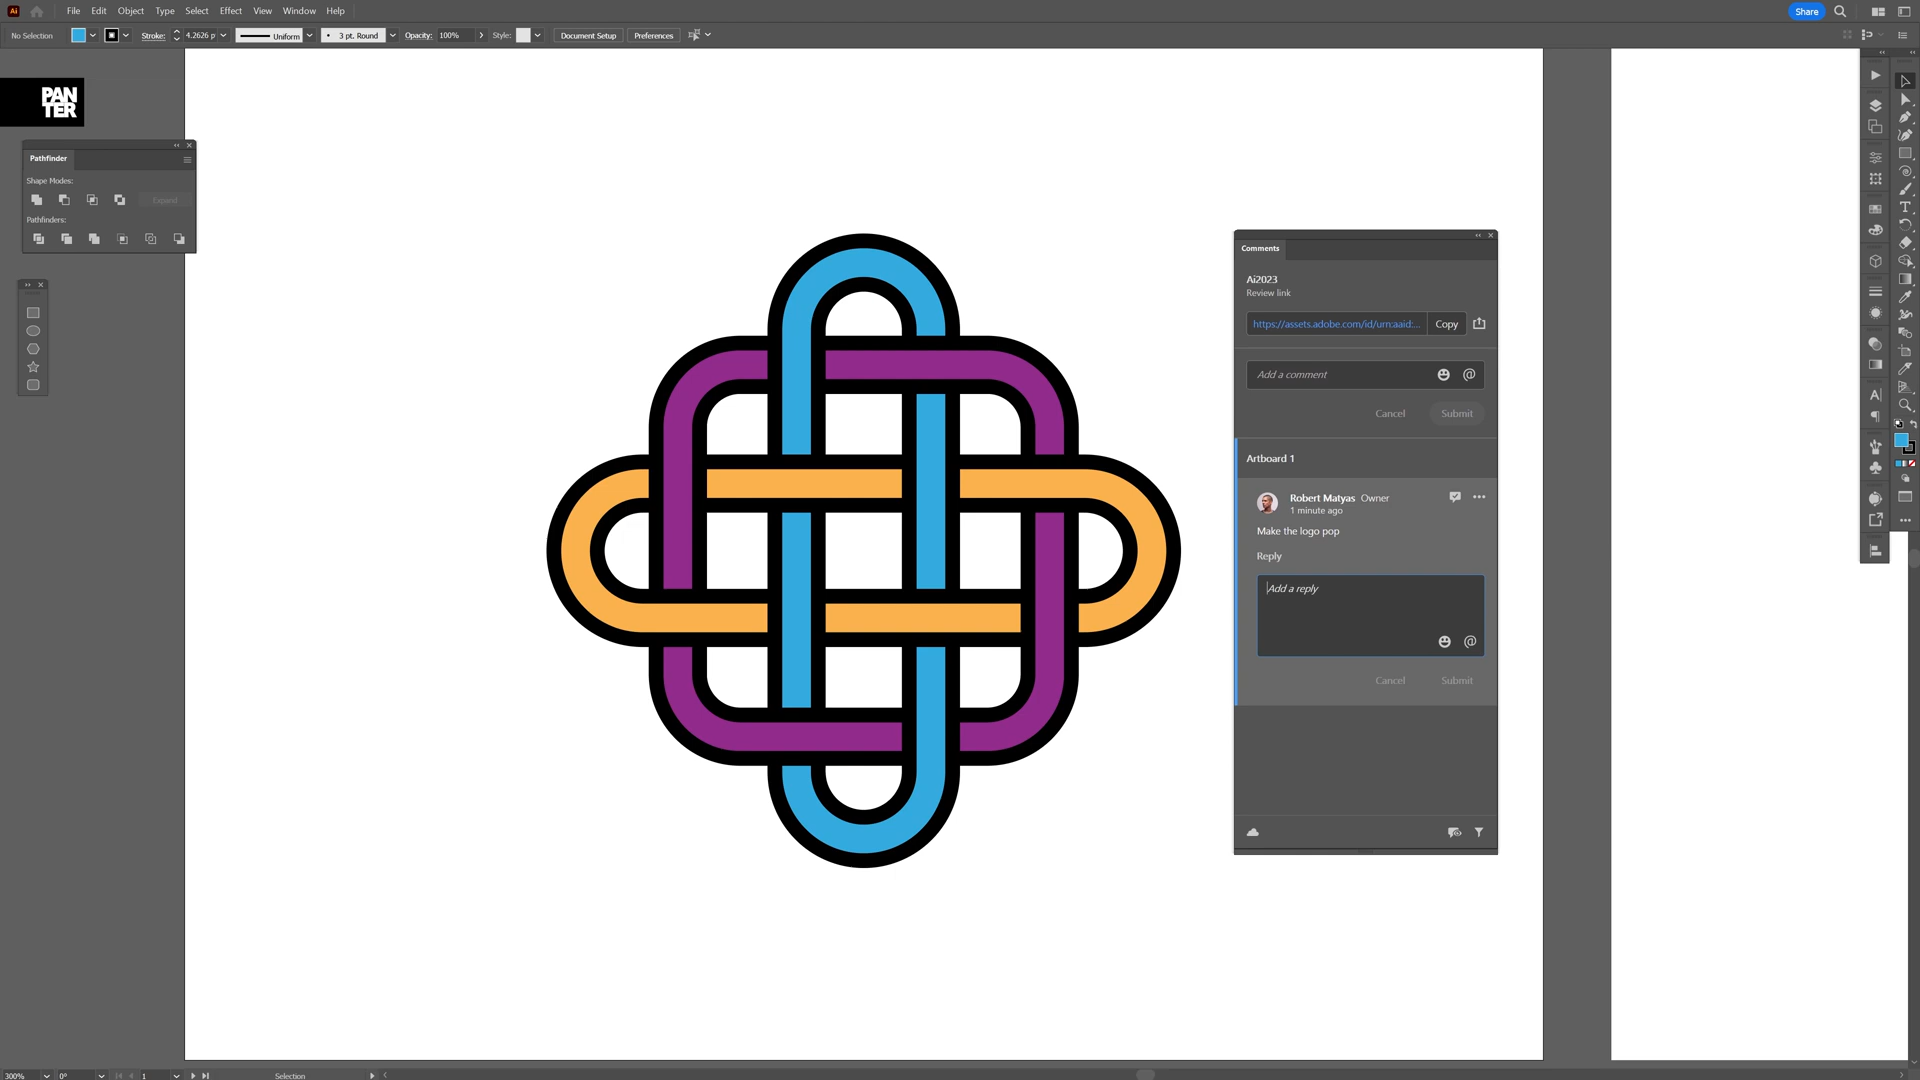 Ai
File Edit Object Type Select Effect View Window Help
Share
No Selection
Stroke: 4.2626 p
Uniform
3 pt. Round
Opacity: 100%
Style:
Document Setup
Preferences
PAN
TER
Pathfinder
Shape Modes:
Expand
Pathfinders:
Comments
Ai2023
Review link
https://assets.adobe.com/id/urn:aaid:...
Copy
Add a comment
@
Cancel
Submit
Artboard 1
Robert Matyas Owner
1 minute ago
Make the logo pop
Reply
Add a reply
@
Cancel
Submit
300%
0°
1
Selection